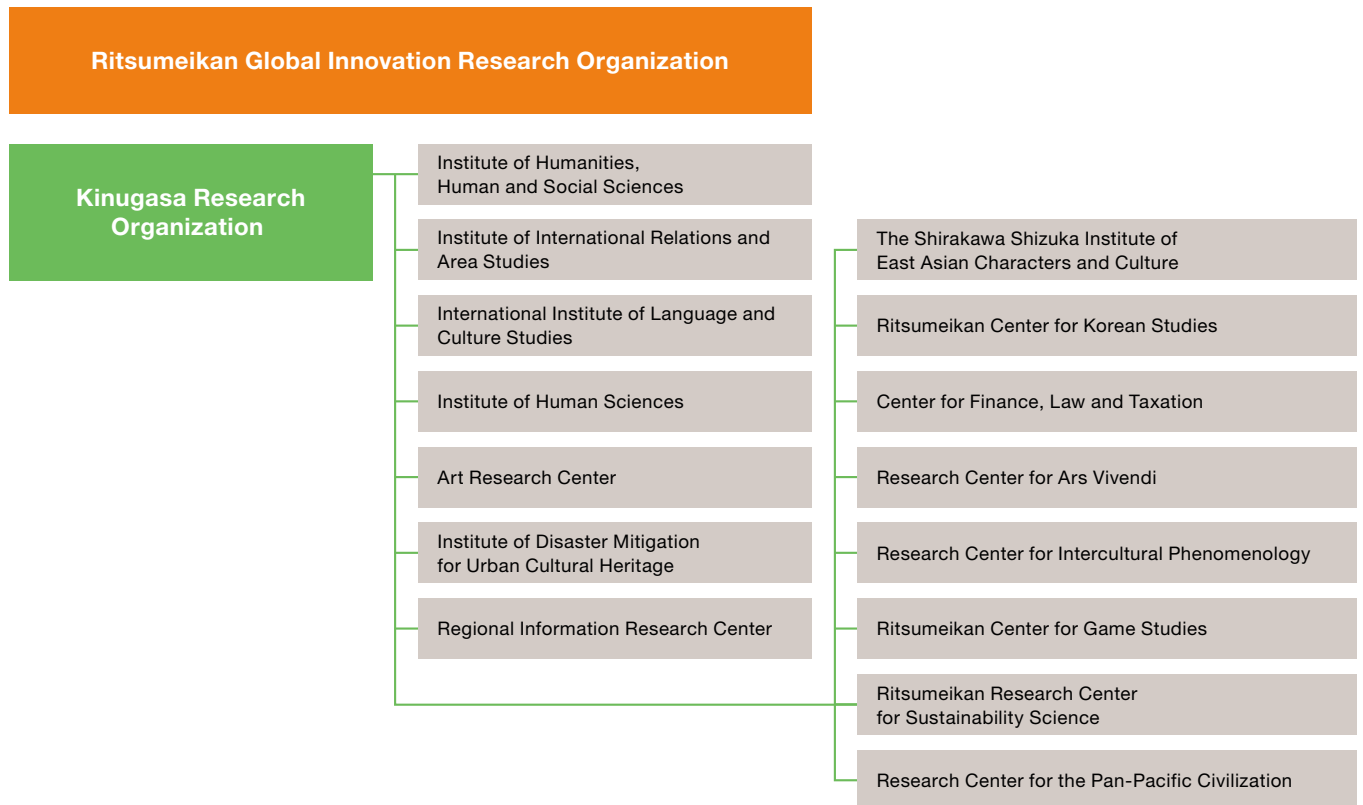 Ritsumeikan Global Innovation Research Organization
Kinugasa Research
Organization
Institute of Humanities,
Human and Social Sciences
Institute of International Relations and
Area Studies
International Institute of Language and
Culture Studies
Institute of Human Sciences
Art Research Center
Institute of Disaster Mitigation
for Urban Cultural Heritage
Regional Information Research Center
The Shirakawa Shizuka Institute of
East Asian Characters and Culture
Ritsumeikan Center for Korean Studies
Center for Finance, Law and Taxation
Research Center for Ars Vivendi
Research Center for Intercultural Phenomenology
Ritsumeikan Center for Game Studies
Ritsumeikan Research Center
for Sustainability Science
Research Center for the Pan-Pacific Civilization